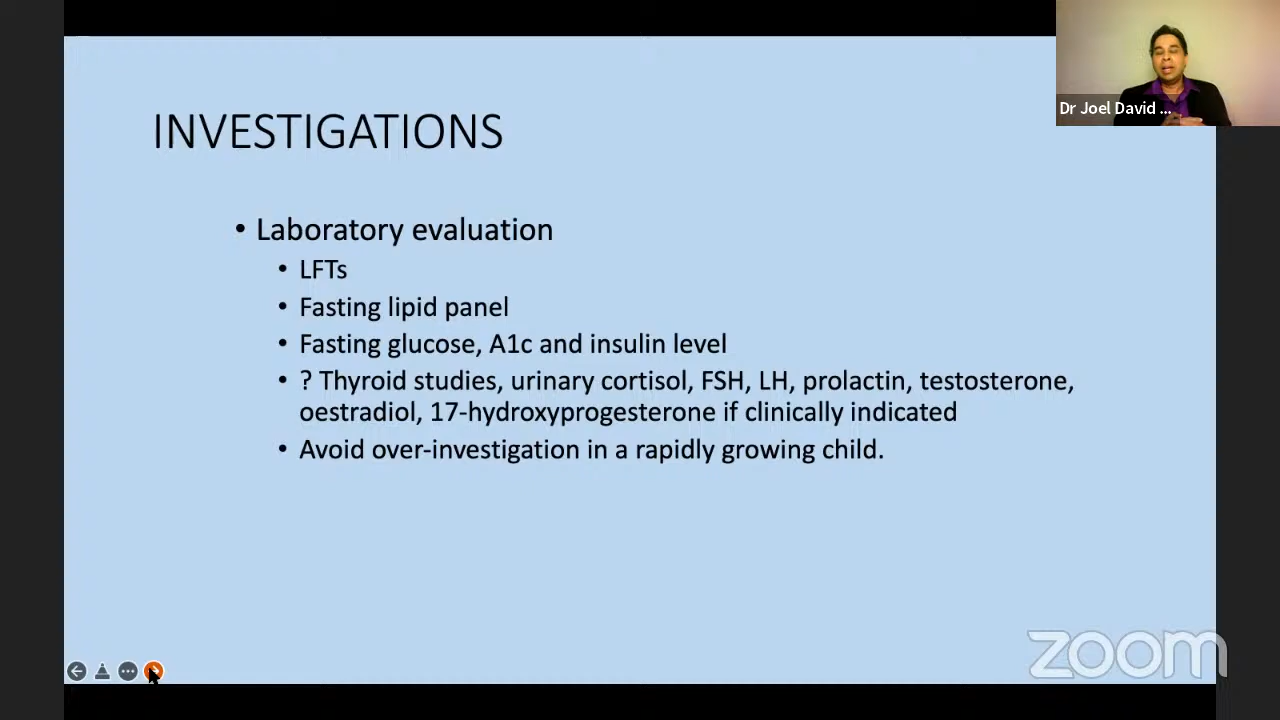 INVESTIGATIONS
• Laboratory evaluation
• LFTs
• Fasting lipid panel
• Fasting glucose, A1c and insulin level
• ? Thyroid studies, urinary cortisol, FSH, LH, prolactin, testosterone,
oestradiol, 17-hydroxyprogesterone if clinically indicated
• Avoid over-investigation in a rapidly growing child.
Dr Joel David ...
zoom